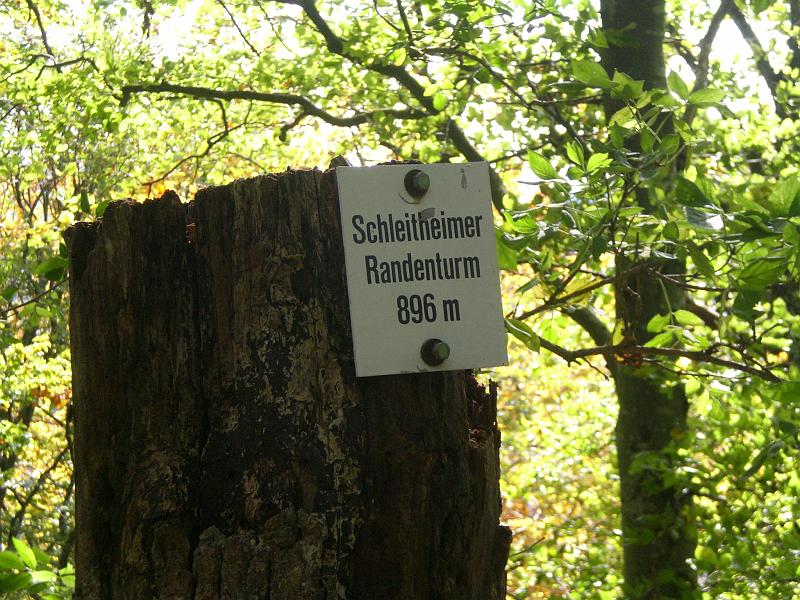 Schleitheimer
Randenturm
896 m